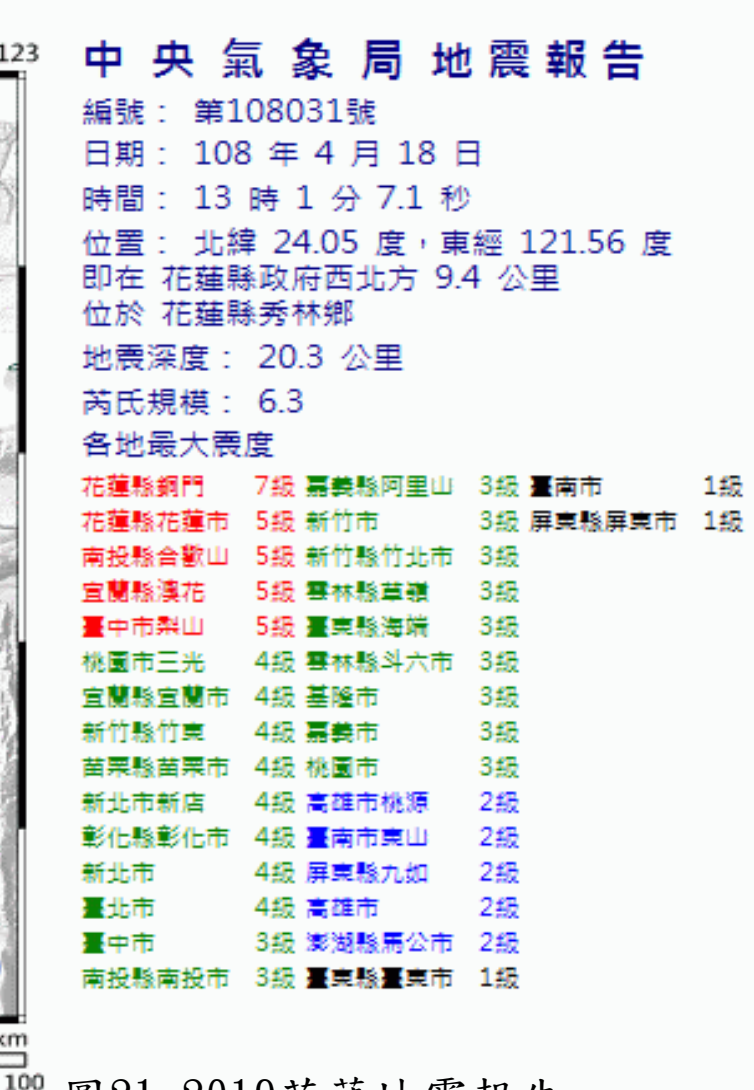 123
中央氣象局地震報告
編號： 第108031號
日期： 108 年 4 月 18 日
時間： 13 時 1 分 7.1 秒
位置： 北緯 24.05 度，東經 121.56 度
即在 花蓮縣政府西北方 9.4 公里
位於 花蓮縣秀林鄉
地震深度： 20.3 公里
芮氏規模： 6.3
各地最大震度
花蓮縣銅門 7級 嘉義縣阿里山 3級 臺南市 1級
花蓮縣花蓮市 5級 新竹市 3級 屏東縣屏東市 1級
南投縣合歡山 5級 新竹縣竹北市 3級
宜蘭縣澳花 5級 雲林縣草嶺 3級
臺中市梨山 5級 臺東縣海端 3級
桃園市三光 4級 雲林縣斗六市 3級
宜蘭縣宜蘭市 4級 基隆市 3級
新竹縣竹東 4級 嘉義市 3級
苗栗縣苗栗市 4級 桃園市 3級
新北市新店 4級 高雄市桃源 2級
彰化縣彰化市 4級 臺南市東山 2級
新北市 4級 屏東縣九如 2級
臺北市 4級 高雄市 2級
臺中市 3級 澎湖縣馬公市 2級
南投縣南投市 3級 臺東縣臺東市 1級
km
100
圖21 2019花蓮地震報告